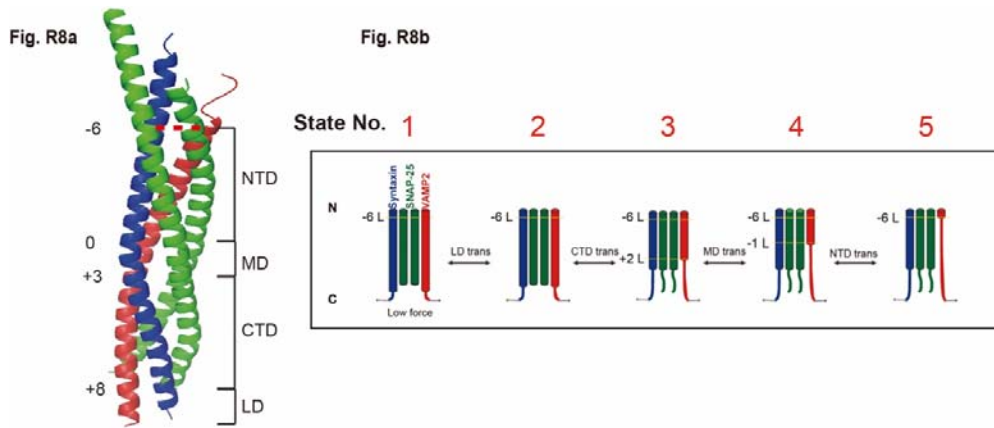 Fig. R8a
Fig. R8b
-6
0
+3
+8
NTD
MD
CTD
LD
State No. 1 2 3 4 5
Syntaxin
SNAP-25
VAMP2
N
C
-6 L
-6 L
-6 L
-6 L
-6 L
+2 L
-1 L
LD trans
CTD trans
MD trans
NTD trans
Low force